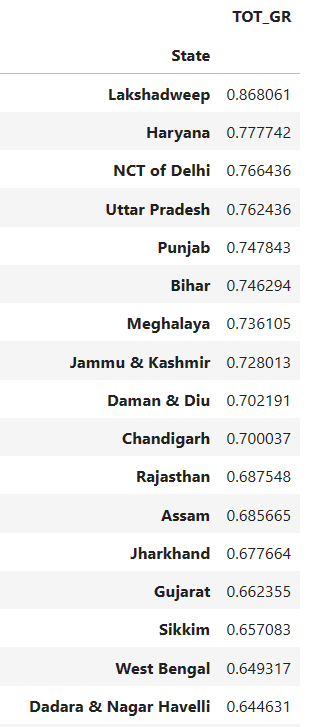 TOT_GR
State
Lakshadweep 0.868061
Haryana 0.777742
NCT of Delhi 0.766436
Uttar Pradesh 0.762436
Punjab 0.747843
Bihar 0.746294
Meghalaya 0.736105
Jammu & Kashmir 0.728013
Daman & Diu 0.702191
Chandigarh 0.700037
Rajasthan 0.687548
Assam 0.685665
Jharkhand 0.677664
Gujarat 0.662355
Sikkim 0.657083
West Bengal 0.649317
Dadara & Nagar Havelli 0.644631